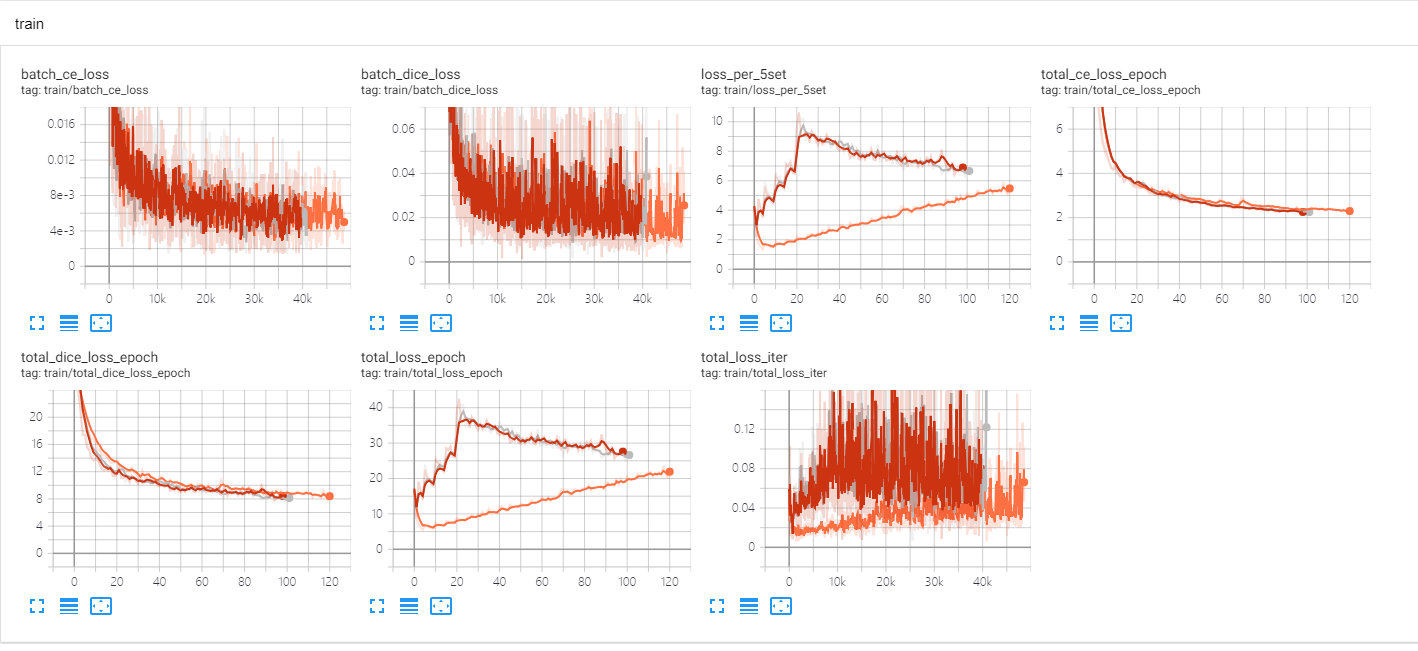 train
batch_ce_loss
tag: train/batch_ce_loss
0.016
0.012
8e-3
4e-3
0
0 10k 20k 30k 40k
batch_dice_loss
tag: train/batch_dice_loss
0.06
0.04
0.02
0
0 10k 20k 30k 40k
loss_per_5set
tag: train/loss_per_5set
10
8
6
4
2
0
0 20 40 60 80 100 120
total_ce_loss_epoch
tag: train/total_ce_loss_epoch
6
4
2
0
0 20 40 60 80 100 120
total_dice_loss_epoch
tag: train/total_dice_loss_epoch
20
16
12
8
4
0
0 20 40 60 80 100 120
total_loss_epoch
tag: train/total_loss_epoch
40
30
20
10
0
0 20 40 60 80 100 120
total_loss_iter
tag: train/total_loss_iter
0.12
0.08
0.04
0
0 10k 20k 30k 40k